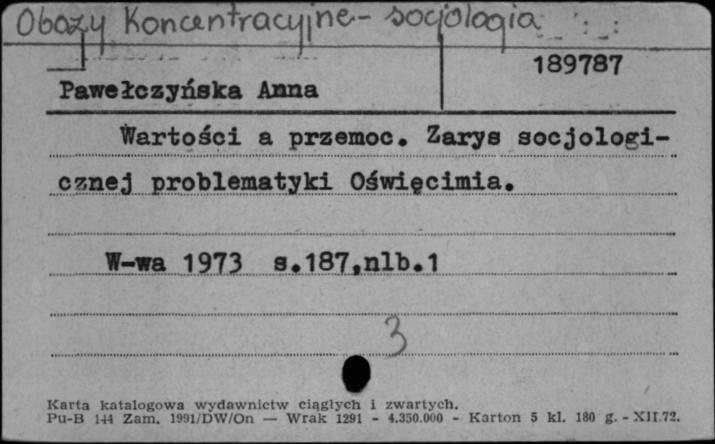 Obozy Koncentracyjne - socjologia
189787
Pawełczyńska Anna
Wartości a przemoc. Zarys socjologi-
cznej problematyki Oświęcimia.
W-wa 1973 s.187,nlb.1
3
Karta katalogowa wydawnictw ciągłych i zwartych.
Pu-B 144 Zam. 1991/DW/On — Wrak 1291 - 4.350.000 - Karton 5 kl. 180 g. - XII.72.